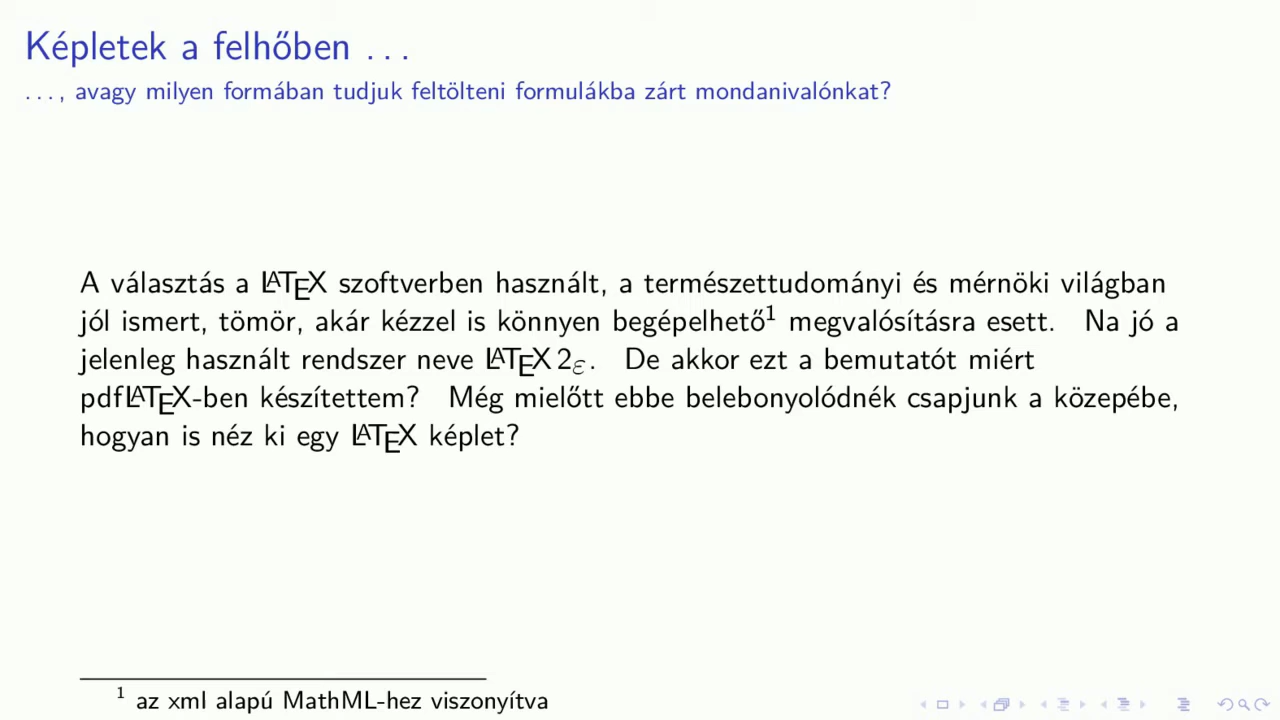 Képletek a felhőben ...
..., avagy milyen formában tudjuk feltölteni formulákba zárt mondanivalónkat?
A választás a LATEX szoftverben használt, a természettudományi és mérnöki világban
jól ismert, tömör, akár kézzel is könnyen begépelhető¹ megvalósításra esett. Na jó a
jelenleg használt rendszer neve LATEX 2ε. De akkor ezt a bemutatót miért
pdfLATEX-ben készítettem? Még mielőtt ebbe belebonyolódnék csapjunk a közepébe,
hogyan is néz ki egy LATEX képlet?
¹ az xml alapú MathML-hez viszonyítva